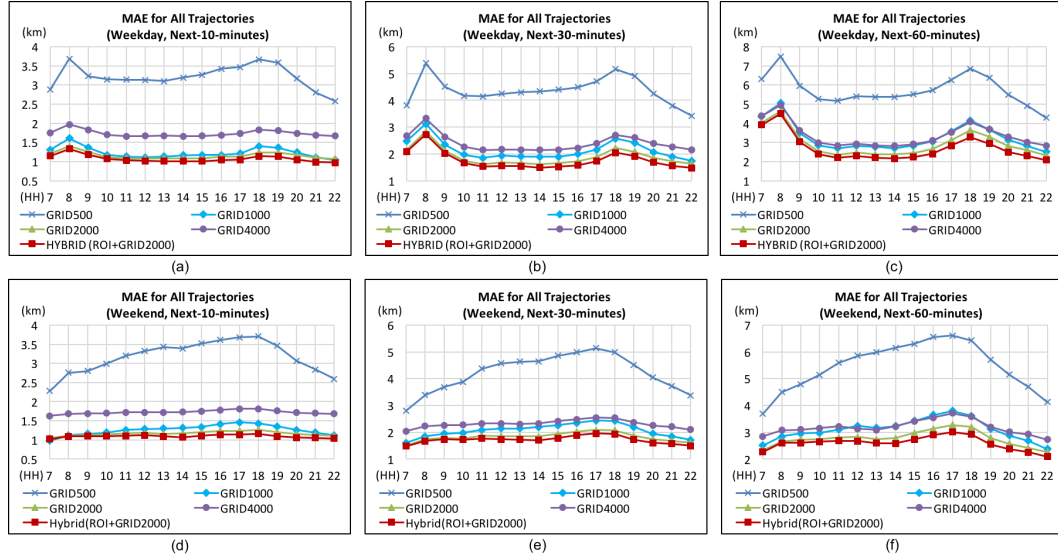 MAE for All Trajectories
(Weekday, Next-10-minutes)
(km)
4
3.5
3
2.5
2
1.5
1
0.5
(HH) 7 8 9 10 11 12 13 14 15 16 17 18 19 20 21 22
GRID500 GRID1000
GRID2000 GRID4000
HYBRID (ROI+GRID2000)
(a)
MAE for All Trajectories
(Weekday, Next-30-minutes)
(km)
6
5
4
3
2
1
(HH) 7 8 9 10 11 12 13 14 15 16 17 18 19 20 21 22
GRID500 GRID1000
GRID2000 GRID4000
HYBRID (ROI+GRID2000)
(b)
MAE for All Trajectories
(Weekday, Next-60-minutes)
(km)
8
7
6
5
4
3
2
1
(HH) 7 8 9 10 11 12 13 14 15 16 17 18 19 20 21 22
GRID500 GRID1000
GRID2000 GRID4000
HYBRID (ROI+GRID2000)
(c)
MAE for All Trajectories
(Weekend, Next-10-minutes)
(km)
4
3.5
3
2.5
2
1.5
1
0.5
(HH) 7 8 9 10 11 12 13 14 15 16 17 18 19 20 21 22
GRID500 GRID1000
GRID2000 GRID4000
Hybrid(ROI+GRID2000)
(d)
MAE for All Trajectories
(Weekend, Next-30-minutes)
(km)
6
5
4
3
2
1
(HH) 7 8 9 10 11 12 13 14 15 16 17 18 19 20 21 22
GRID500 GRID1000
GRID2000 GRID4000
Hybrid(ROI+GRID2000)
(e)
MAE for All Trajectories
(Weekend, Next-60-minutes)
(km)
7
6
5
4
3
2
(HH) 7 8 9 10 11 12 13 14 15 16 17 18 19 20 21 22
GRID500 GRID1000
GRID2000 GRID4000
Hybrid(ROI+GRID2000)
(f)